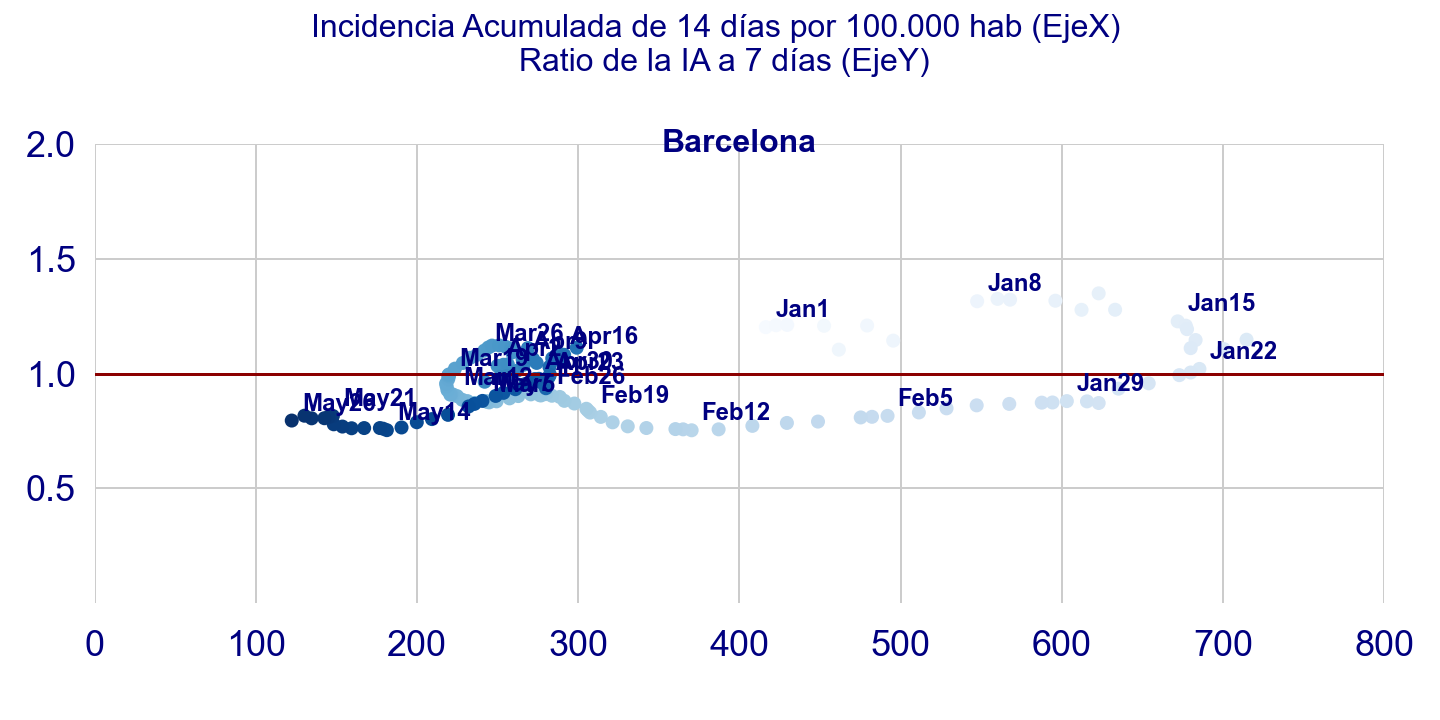 Incidencia Acumulada de 14 días por 100.000 hab (EjeX)
Ratio de la IA a 7 días (EjeY)
Barcelona
2.0
1.5
1.0
0.5
Jan1
Jan8
Jan15
Jan22
Jan29
Feb5
Feb12
Feb19
Feb26
Mar26
Mar19
Apr16
May21
May14
0
100
200
300
400
500
600
700
800